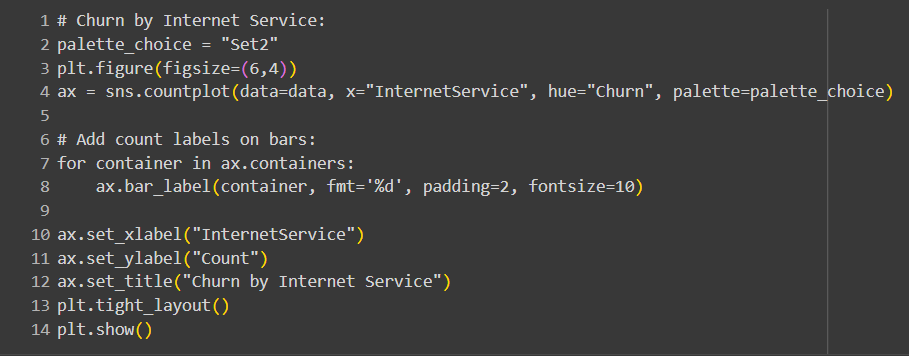 1 # Churn by Internet Service:
2 palette_choice = "Set2"
3 plt.figure(figsize=(6,4))
4 ax = sns.countplot(data=data, x="InternetService", hue="Churn", palette=palette_choice)
5
6 # Add count labels on bars:
7 for container in ax.containers:
8     ax.bar_label(container, fmt='%d', padding=2, fontsize=10)
9
10 ax.set_xlabel("InternetService")
11 ax.set_ylabel("Count")
12 ax.set_title("Churn by Internet Service")
13 plt.tight_layout()
14 plt.show()